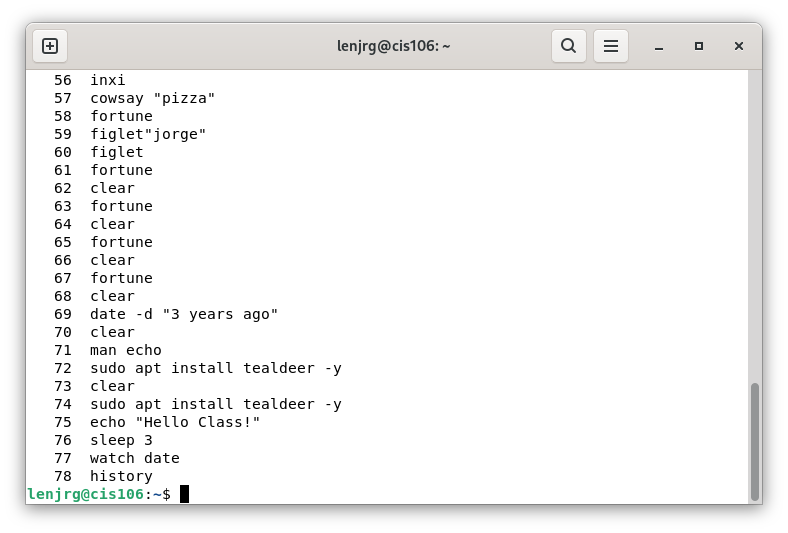 lenjrg@cis106: ~
56 inxi
57 cowsay "pizza"
58 fortune
59 figlet"jorge"
60 figlet
61 fortune
62 clear
63 fortune
64 clear
65 fortune
66 clear
67 fortune
68 clear
69 date -d "3 years ago"
70 clear
71 man echo
72 sudo apt install tealdeer -y
73 clear
74 sudo apt install tealdeer -y
75 echo "Hello Class!"
76 sleep 3
77 watch date
78 history
lenjrg@cis106:~$